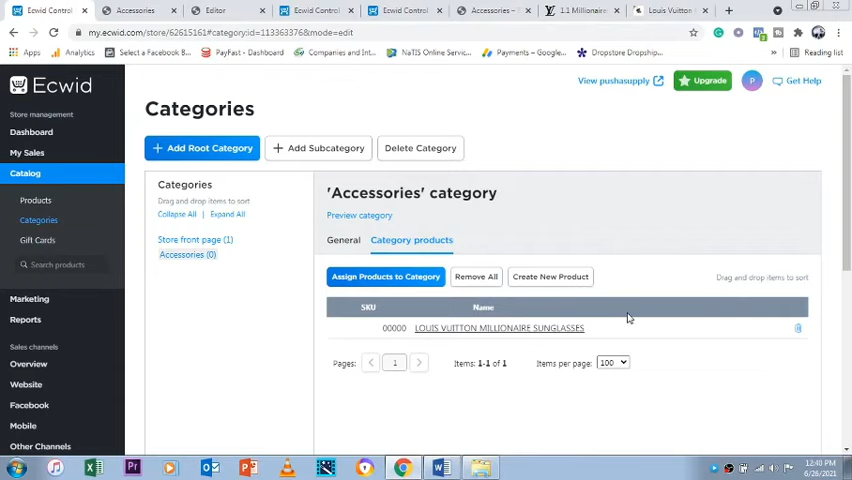 Ecwid Control
Accessories
Editor
Ecwid Control
Ecwid Control
Accessories –
1.1 Millionaire
Louis Vuitton
my.ecwid.com/store/62615161#category:id=113363376&mode=edit
Apps
Select a Facebook B...
PayFast - Dashboard
Companies and Int...
NaTIS Online Servic...
Payments – Google...
Dropstore Dropship...
»
Reading list
Ecwid
View pushasupply
Upgrade
P
Get Help
Store management
Dashboard
My Sales
Catalog
Products
Categories
Gift Cards
Search products
Marketing
Reports
Sales channels
Overview
Website
Facebook
Mobile
Other Channels
Categories
+ Add Root Category
+ Add Subcategory
Delete Category
Categories
Drag and drop items to sort
Collapse All | Expand All
Store front page (1)
Accessories (0)
'Accessories' category
Preview category
General
Category products
Assign Products to Category
Remove All
Create New Product
Drag and drop items to sort
SKU Name
00000 LOUIS VUITTON MILLIONAIRE SUNGLASSES
Pages: < 1 > Items: 1-1 of 1 Items per page: 100
12:40 PM
6/26/2021